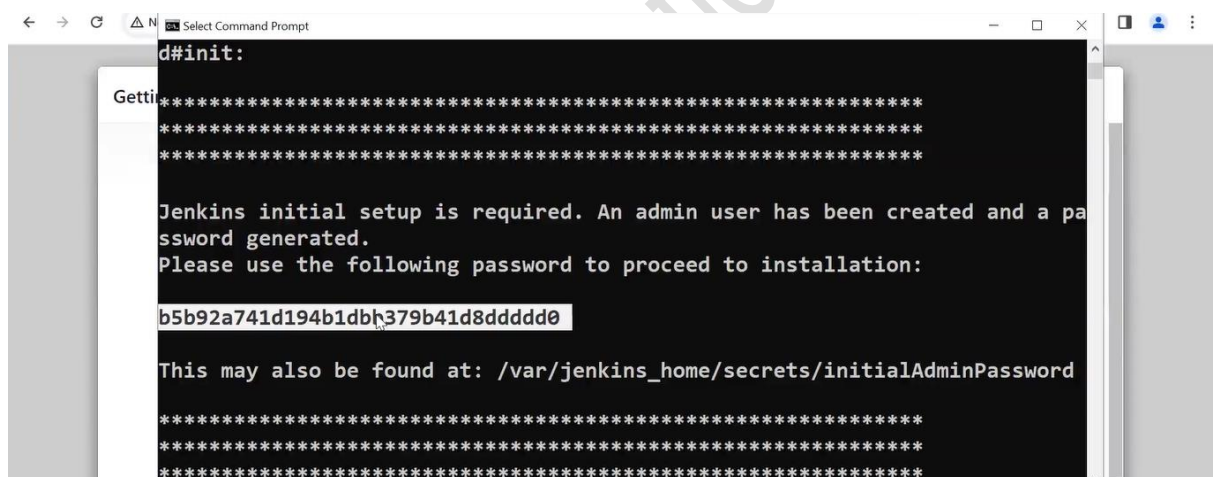 N
Select Command Prompt
d#init:
Getti
*************************************************************
*************************************************************
*************************************************************
Jenkins initial setup is required. An admin user has been created and a pa
ssword generated.
Please use the following password to proceed to installation:
b5b92a741d194b1dbb379b41d8ddddd0
This may also be found at: /var/jenkins_home/secrets/initialAdminPassword
*************************************************************
*************************************************************
*************************************************************